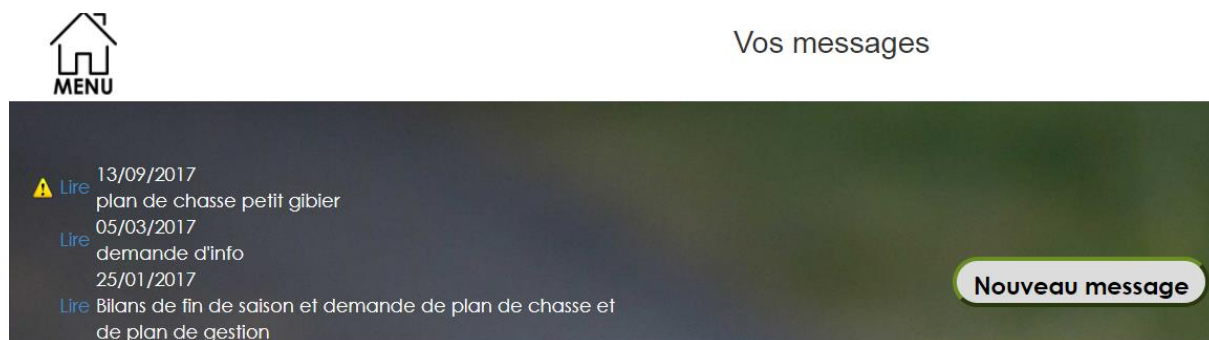 MENU
Vos messages
13/09/2017
Lire
plan de chasse petit gibier
05/03/2017
Lire
demande d'info
25/01/2017
Lire Bilans de fin de saison et demande de plan de chasse et
de plan de gestion
Nouveau message